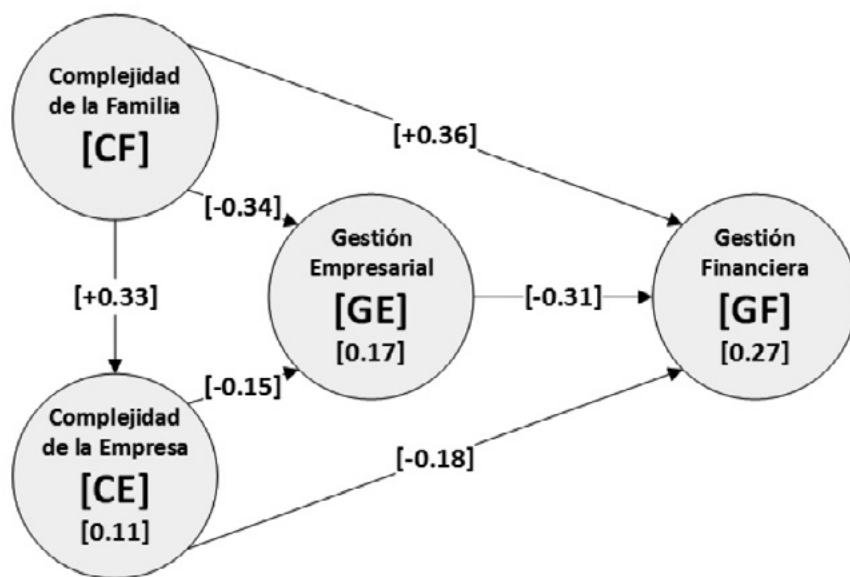 Complejidad
de la Familia
[CF]
[+0.36]
[-0.34]
Gestión
Empresarial
[GE]
[0.17]
Gestión
Financiera
[GF]
[0.27]
[+0.33]
[-0.31]
[-0.15]
Complejidad
de la Empresa
[CE]
[0.11]
[-0.18]